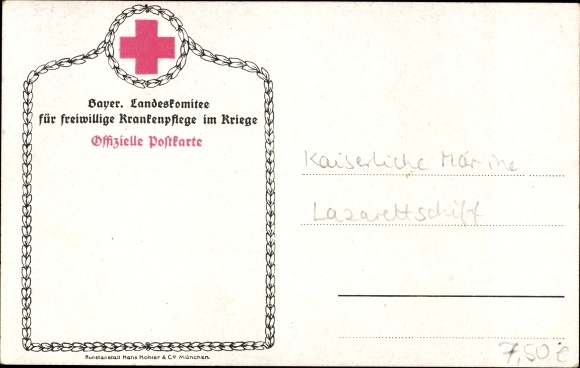 Bayer. Landeskomitee
für freiwillige Krankenpflege im Kriege
Offizielle Postkarte
Kaiserliche Marine
Lazarettschiff
7,50 €
Kunstanstalt Hans Kohler & Co München.